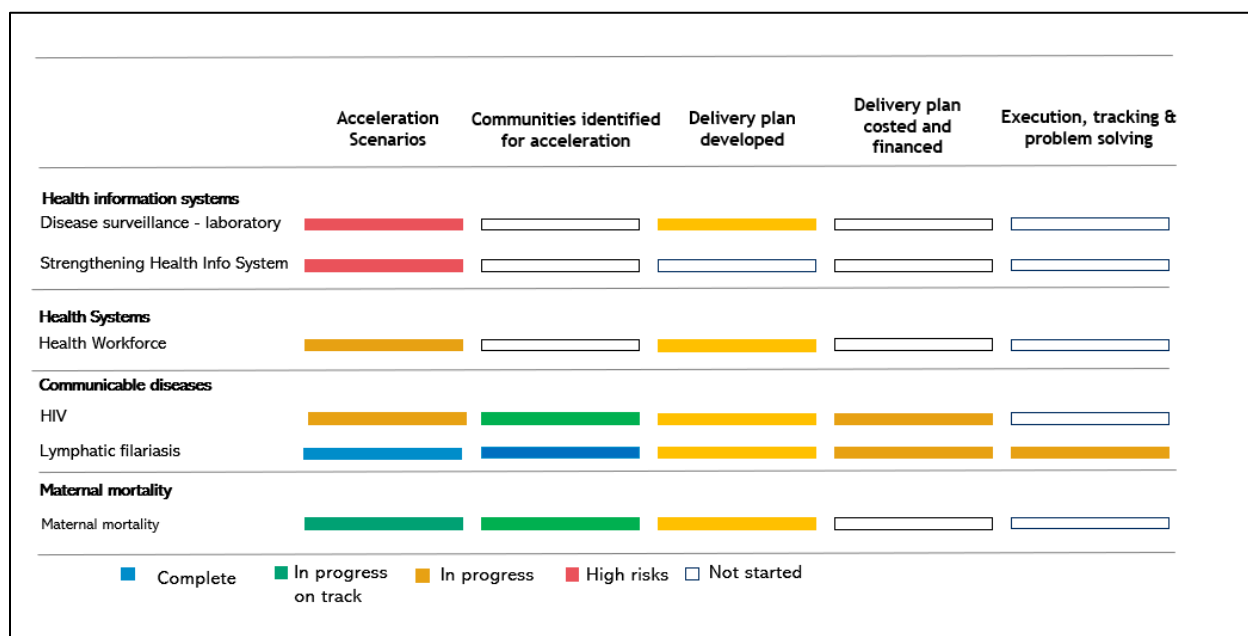 Acceleration
Scenarios
Communities identified
for acceleration
Delivery plan
developed
Delivery plan
costed and
financed
Execution, tracking &
problem solving
Health information systems
Disease surveillance - laboratory
Strengthening Health Info System
Health Systems
Health Workforce
Communicable diseases
HIV
Lymphatic filariasis
Maternal mortality
Maternal mortality
Complete
In progress
on track
In progress
High risks
Not started